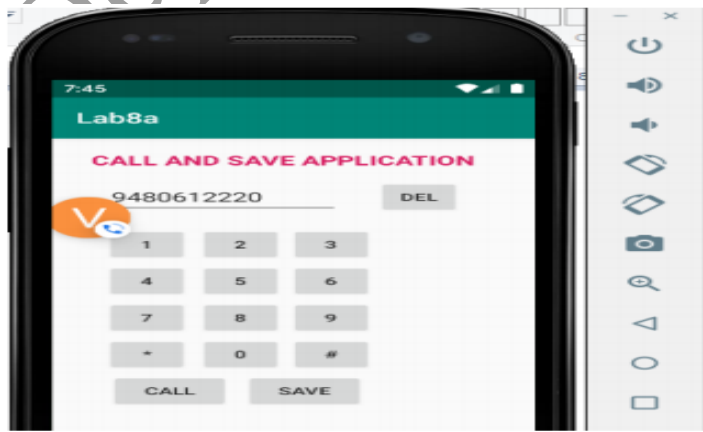 7:45
Lab8a
CALL AND SAVE APPLICATION
9480612220 DEL
V
1 2 3
4 5 6
7 8 9
* 0 #
CALL SAVE